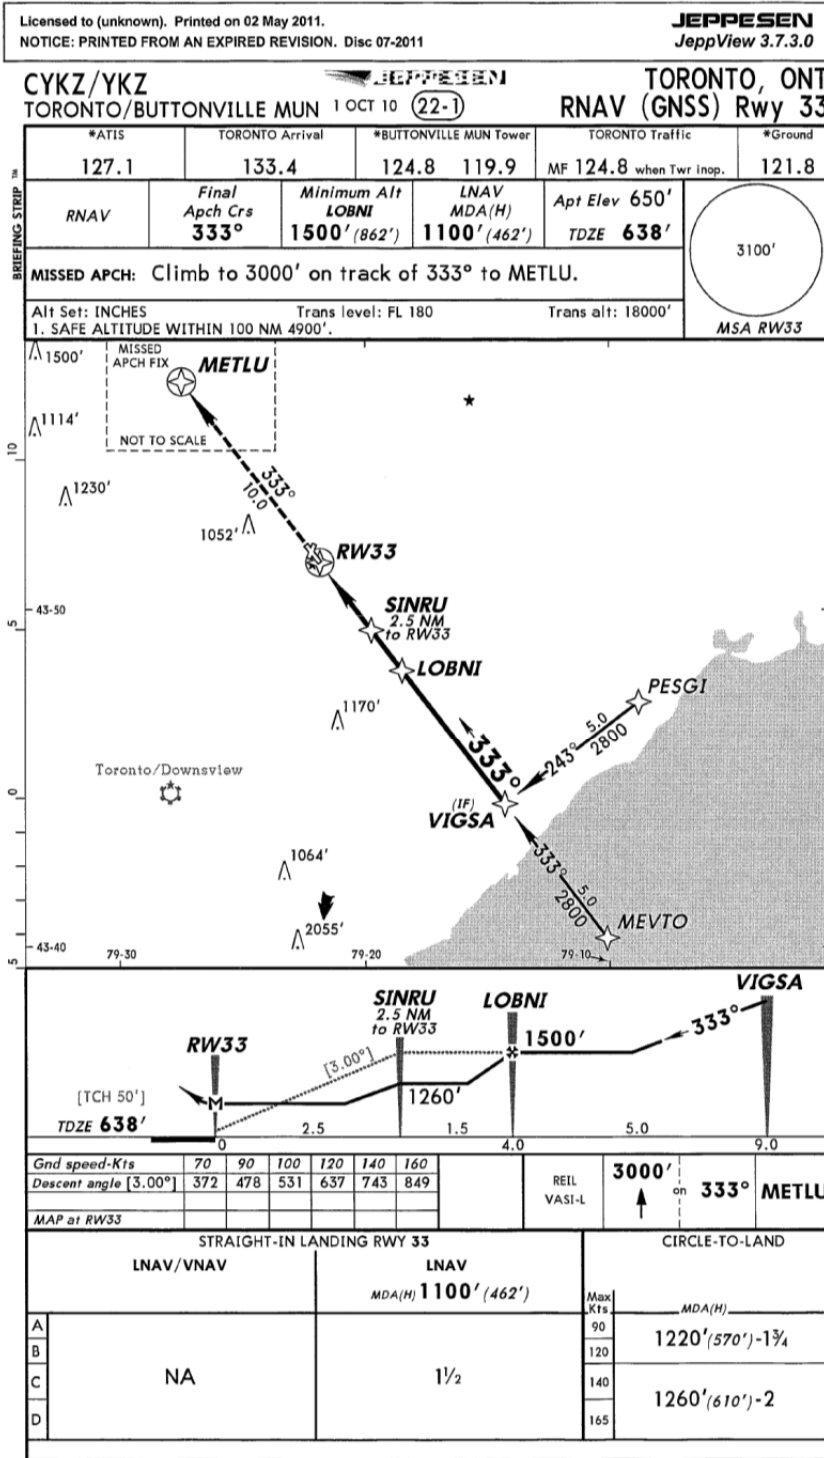 Licensed to (unknown). Printed on 02 May 2011.
NOTICE: PRINTED FROM AN EXPIRED REVISION. Disc 07-2011
JEPPESEN
JeppView 3.7.3.0
CYKZ/YKZ
TORONTO/BUTTONVILLE MUN
1 OCT 10
22-1
JEPPESEN
TORONTO, ONT
RNAV (GNSS) Rwy 33
BRIEFING STRIP ™
*ATIS
127.1
TORONTO Arrival
133.4
*BUTTONVILLE MUN Tower
124.8 119.9
TORONTO Traffic
MF 124.8 when Twr inop.
*Ground
121.8
RNAV
Final
Apch Crs
333°
Minimum Alt
LOBNI
1500' (862')
LNAV
MDA(H)
1100' (462')
Apt Elev 650'
TDZE 638'
3100'
MSA RW33
MISSED APCH: Climb to 3000' on track of 333° to METLU.
Alt Set: INCHES Trans level: FL 180 Trans alt: 18000'
1. SAFE ALTITUDE WITHIN 100 NM 4900'.
1500'
MISSED
APCH FIX
METLU
NOT TO SCALE
1114'
10
1230'
333°
10.0
1052'
RW33
43-50
5
SINRU
2.5 NM
to RW33
LOBNI
PESGI
1170'
5.0
243°
2800
333°
Toronto/Downsview
0
(IF)
VIGSA
1064'
333°
5.0
2800
MEVTO
2055'
43-40
5
79-30
79-20
79-10
VIGSA
SINRU
2.5 NM
to RW33
LOBNI
RW33
333°
1500'
[3.00°]
[TCH 50']
M
1260'
TDZE 638'
0 2.5 1.5 4.0 5.0 9.0
Gnd speed-Kts 70 90 100 120 140 160
Descent angle [3.00°] 372 478 531 637 743 849
MAP at RW33
REIL
VASI-L
3000'
on 333° METLU
STRAIGHT-IN LANDING RWY 33
CIRCLE-TO-LAND
LNAV/VNAV
LNAV
MDA(H) 1100' (462')
Max
Kts
MDA(H)
A
B
C
D
NA
1½
90
120
140
165
1220' (570')-1¾
1260' (610')-2